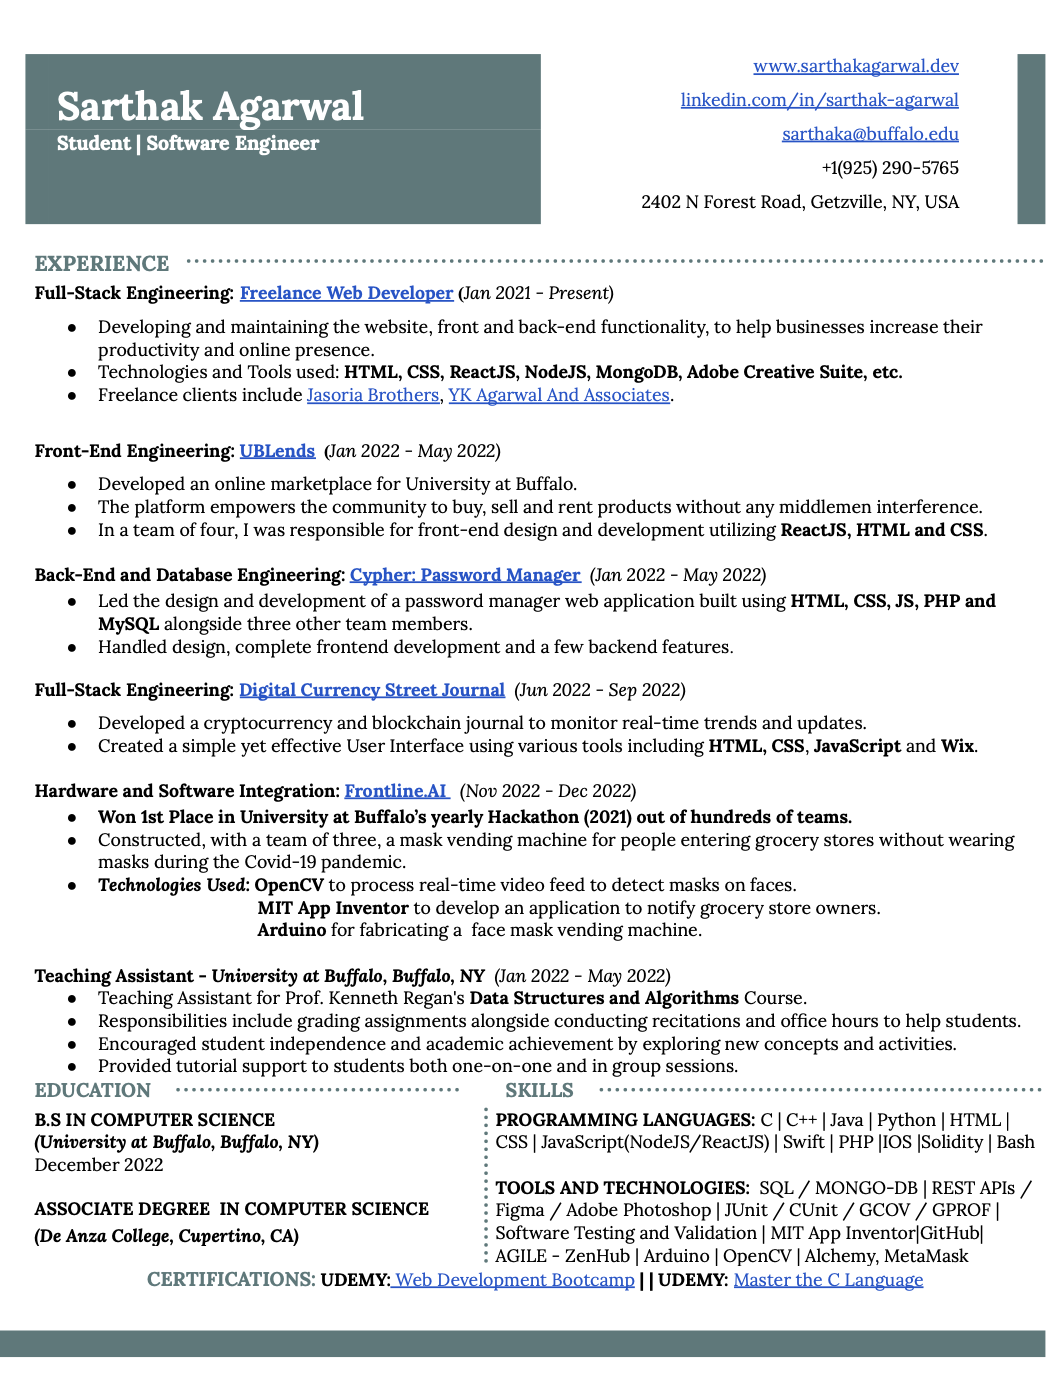 Sarthak Agarwal
Student | Software Engineer
www.sarthakagarwal.dev
linkedin.com/in/sarthak-agarwal
sarthaka@buffalo.edu
+1(925) 290-5765
2402 N Forest Road, Getzville, NY, USA
EXPERIENCE
Full-Stack Engineering: Freelance Web Developer (Jan 2021 - Present)
● Developing and maintaining the website, front and back-end functionality, to help businesses increase their
productivity and online presence.
● Technologies and Tools used: HTML, CSS, ReactJS, NodeJS, MongoDB, Adobe Creative Suite, etc.
● Freelance clients include Jasoria Brothers, YK Agarwal And Associates.
Front-End Engineering: UBLends (Jan 2022 - May 2022)
● Developed an online marketplace for University at Buffalo.
● The platform empowers the community to buy, sell and rent products without any middlemen interference.
● In a team of four, I was responsible for front-end design and development utilizing ReactJS, HTML and CSS.
Back-End and Database Engineering: Cypher: Password Manager (Jan 2022 - May 2022)
● Led the design and development of a password manager web application built using HTML, CSS, JS, PHP and
MySQL alongside three other team members.
● Handled design, complete frontend development and a few backend features.
Full-Stack Engineering: Digital Currency Street Journal (Jun 2022 - Sep 2022)
● Developed a cryptocurrency and blockchain journal to monitor real-time trends and updates.
● Created a simple yet effective User Interface using various tools including HTML, CSS, JavaScript and Wix.
Hardware and Software Integration: Frontline.AI (Nov 2022 - Dec 2022)
● Won 1st Place in University at Buffalo's yearly Hackathon (2021) out of hundreds of teams.
● Constructed, with a team of three, a mask vending machine for people entering grocery stores without wearing
masks during the Covid-19 pandemic.
● Technologies Used: OpenCV to process real-time video feed to detect masks on faces.
MIT App Inventor to develop an application to notify grocery store owners.
Arduino for fabricating a face mask vending machine.
Teaching Assistant - University at Buffalo, Buffalo, NY (Jan 2022 - May 2022)
● Teaching Assistant for Prof. Kenneth Regan's Data Structures and Algorithms Course.
● Responsibilities include grading assignments alongside conducting recitations and office hours to help students.
● Encouraged student independence and academic achievement by exploring new concepts and activities.
● Provided tutorial support to students both one-on-one and in group sessions.
EDUCATION
B.S IN COMPUTER SCIENCE
(University at Buffalo, Buffalo, NY)
December 2022
ASSOCIATE DEGREE IN COMPUTER SCIENCE
(De Anza College, Cupertino, CA)
SKILLS
PROGRAMMING LANGUAGES: C | C++ | Java | Python | HTML |
CSS | JavaScript(NodeJS/ReactJS) | Swift | PHP |IOS |Solidity | Bash
TOOLS AND TECHNOLOGIES: SQL / MONGO-DB | REST APIs /
Figma / Adobe Photoshop | JUnit / CUnit / GCOV / GPROF |
Software Testing and Validation | MIT App Inventor|GitHub|
AGILE - ZenHub | Arduino | OpenCV | Alchemy, MetaMask
CERTIFICATIONS: UDEMY: Web Development Bootcamp || UDEMY: Master the C Language